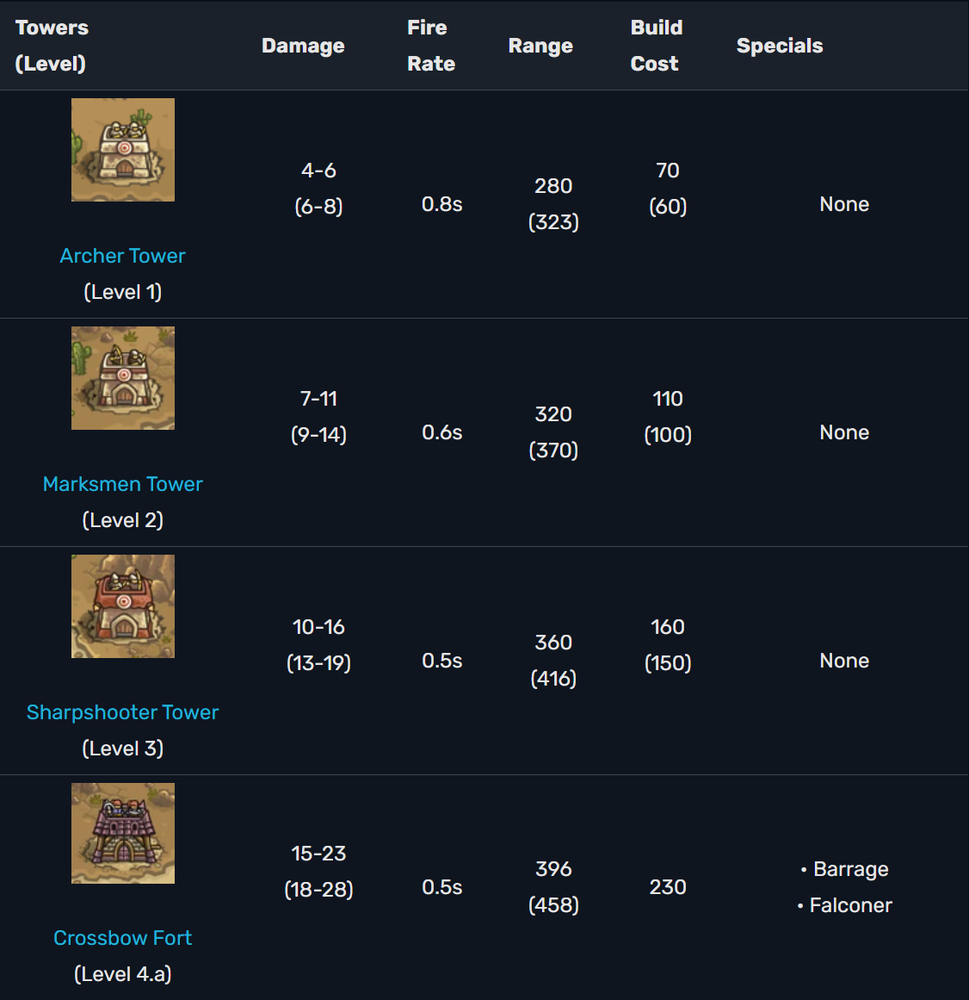 Towers
(Level)
Damage
Fire
Rate
Range
Build
Cost
Specials
Archer Tower
(Level 1)
4-6
(6-8)
0.8s
280
(323)
70
(60)
None
Marksmen Tower
(Level 2)
7-11
(9-14)
0.6s
320
(370)
110
(100)
None
Sharpshooter Tower
(Level 3)
10-16
(13-19)
0.5s
360
(416)
160
(150)
None
Crossbow Fort
(Level 4.a)
15-23
(18-28)
0.5s
396
(458)
230
• Barrage
• Falconer